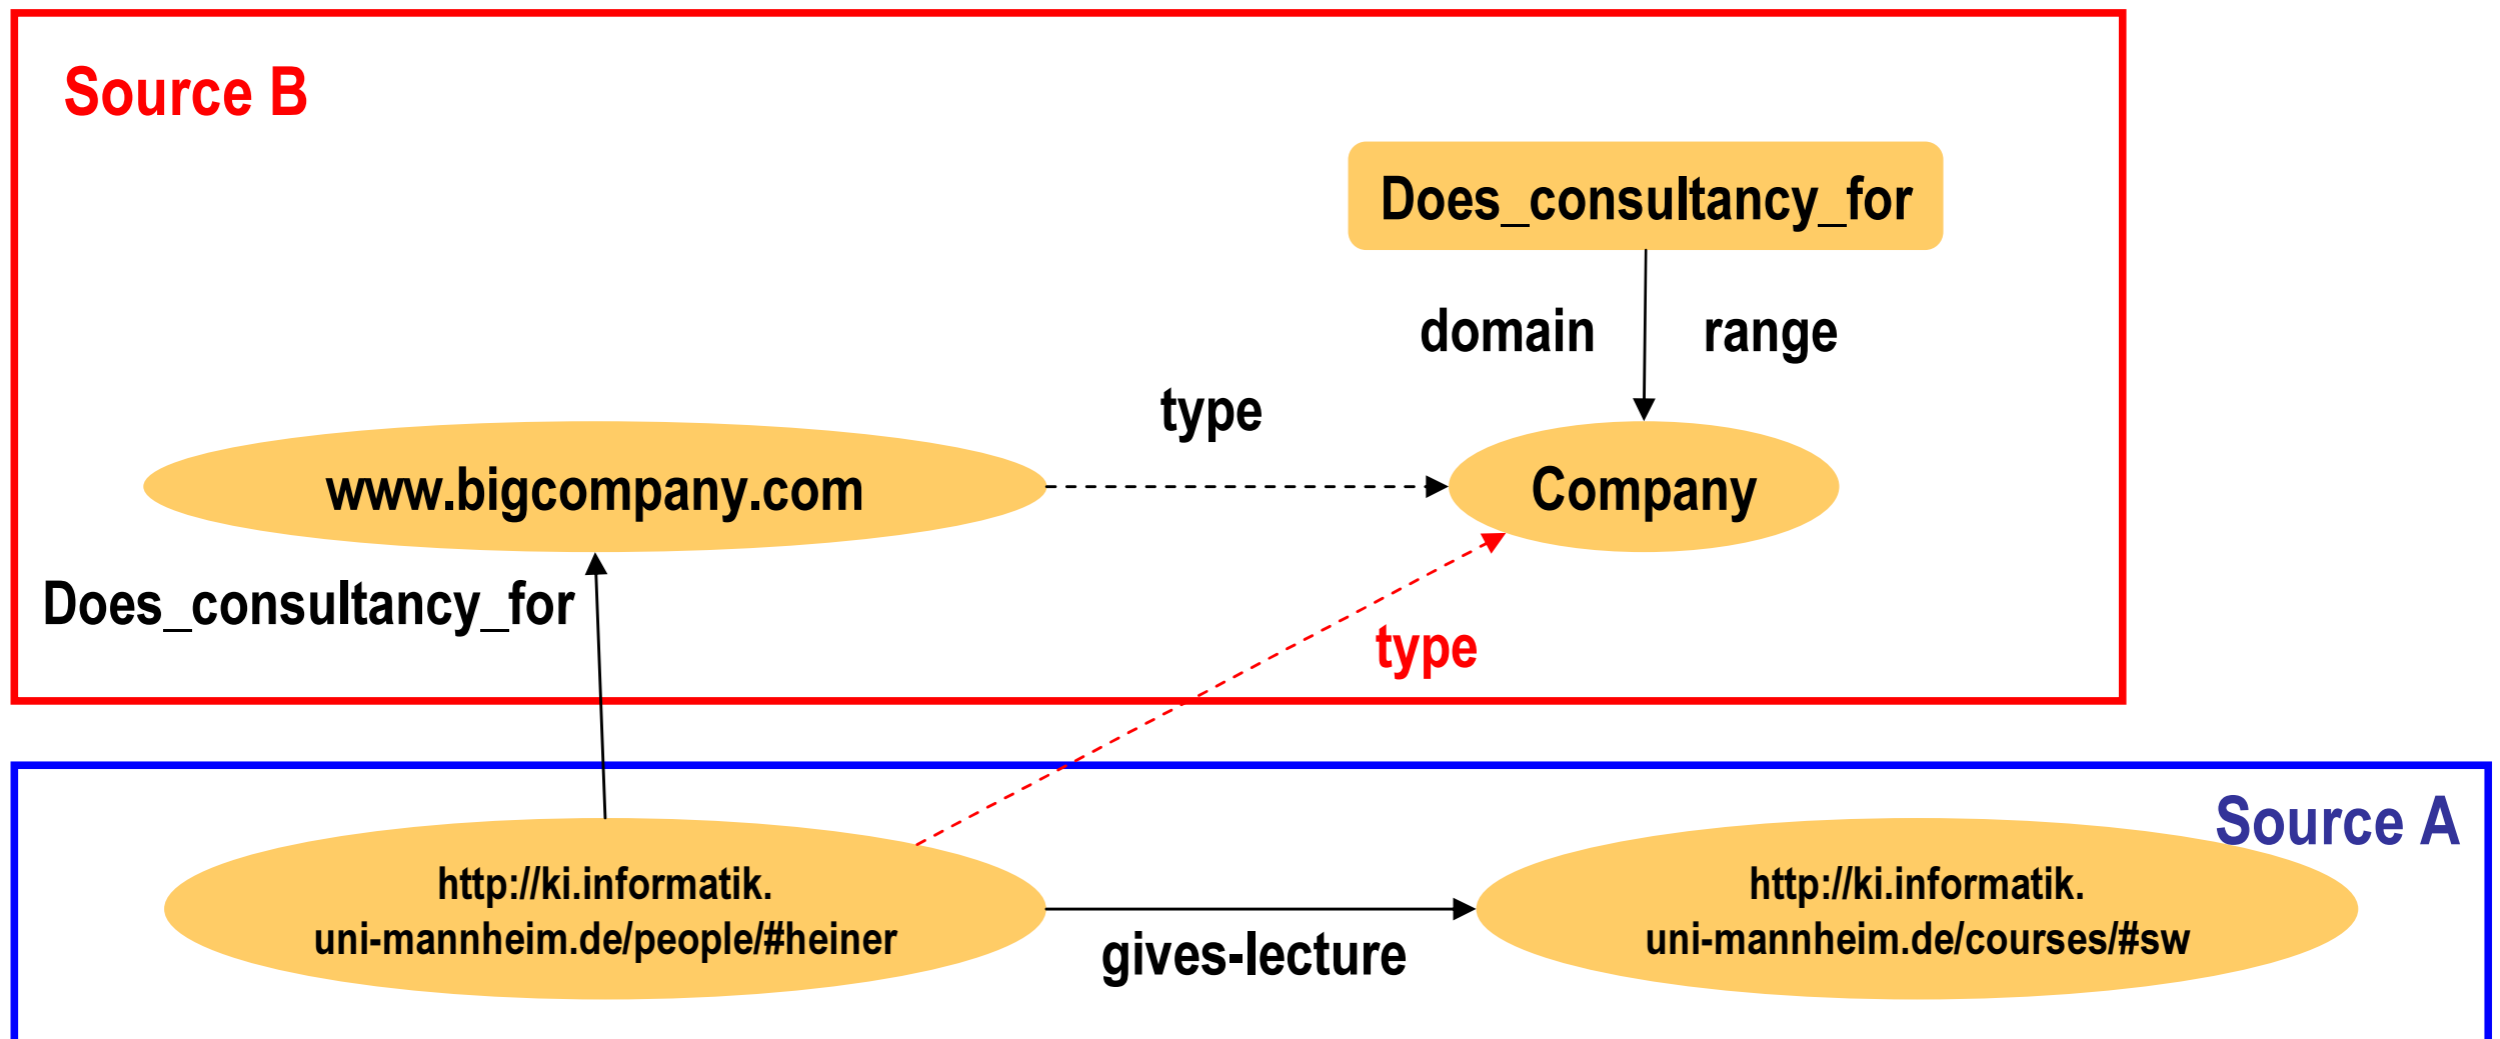 Source B
Does_consultancy_for
domain
range
type
www.bigcompany.com
Company
Does_consultancy_for
type
Source A
http://ki.informatik.
uni-mannheim.de/people/#heiner
gives-lecture
http://ki.informatik.
uni-mannheim.de/courses/#sw